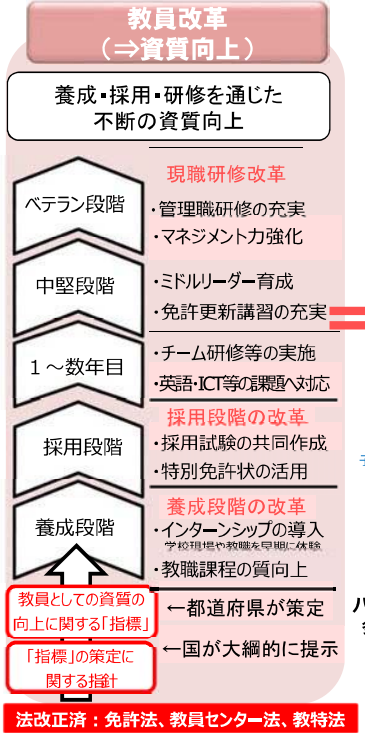 教員改革
(⇒資質向上)
養成・採用・研修を通じた
不断の資質向上
現職研修改革
ベテラン段階
・管理職研修の充実
・マネジメント力強化
中堅段階
・ミドルリーダー育成
・免許更新講習の充実
1～数年目
・チーム研修等の実施
・英語・ICT等の課題へ対応
採用段階の改革
採用段階
・採用試験の共同作成
・特別免許状の活用
養成段階の改革
養成段階
・インターンシップの導入
学校現場や教職を早期に体験
・教職課程の質向上
教員としての資質の
向上に関する「指標」
←都道府県が策定
「指標」の策定に
関する指針
←国が大綱的に提示
法改正済：免許法、教員センター法、教特法